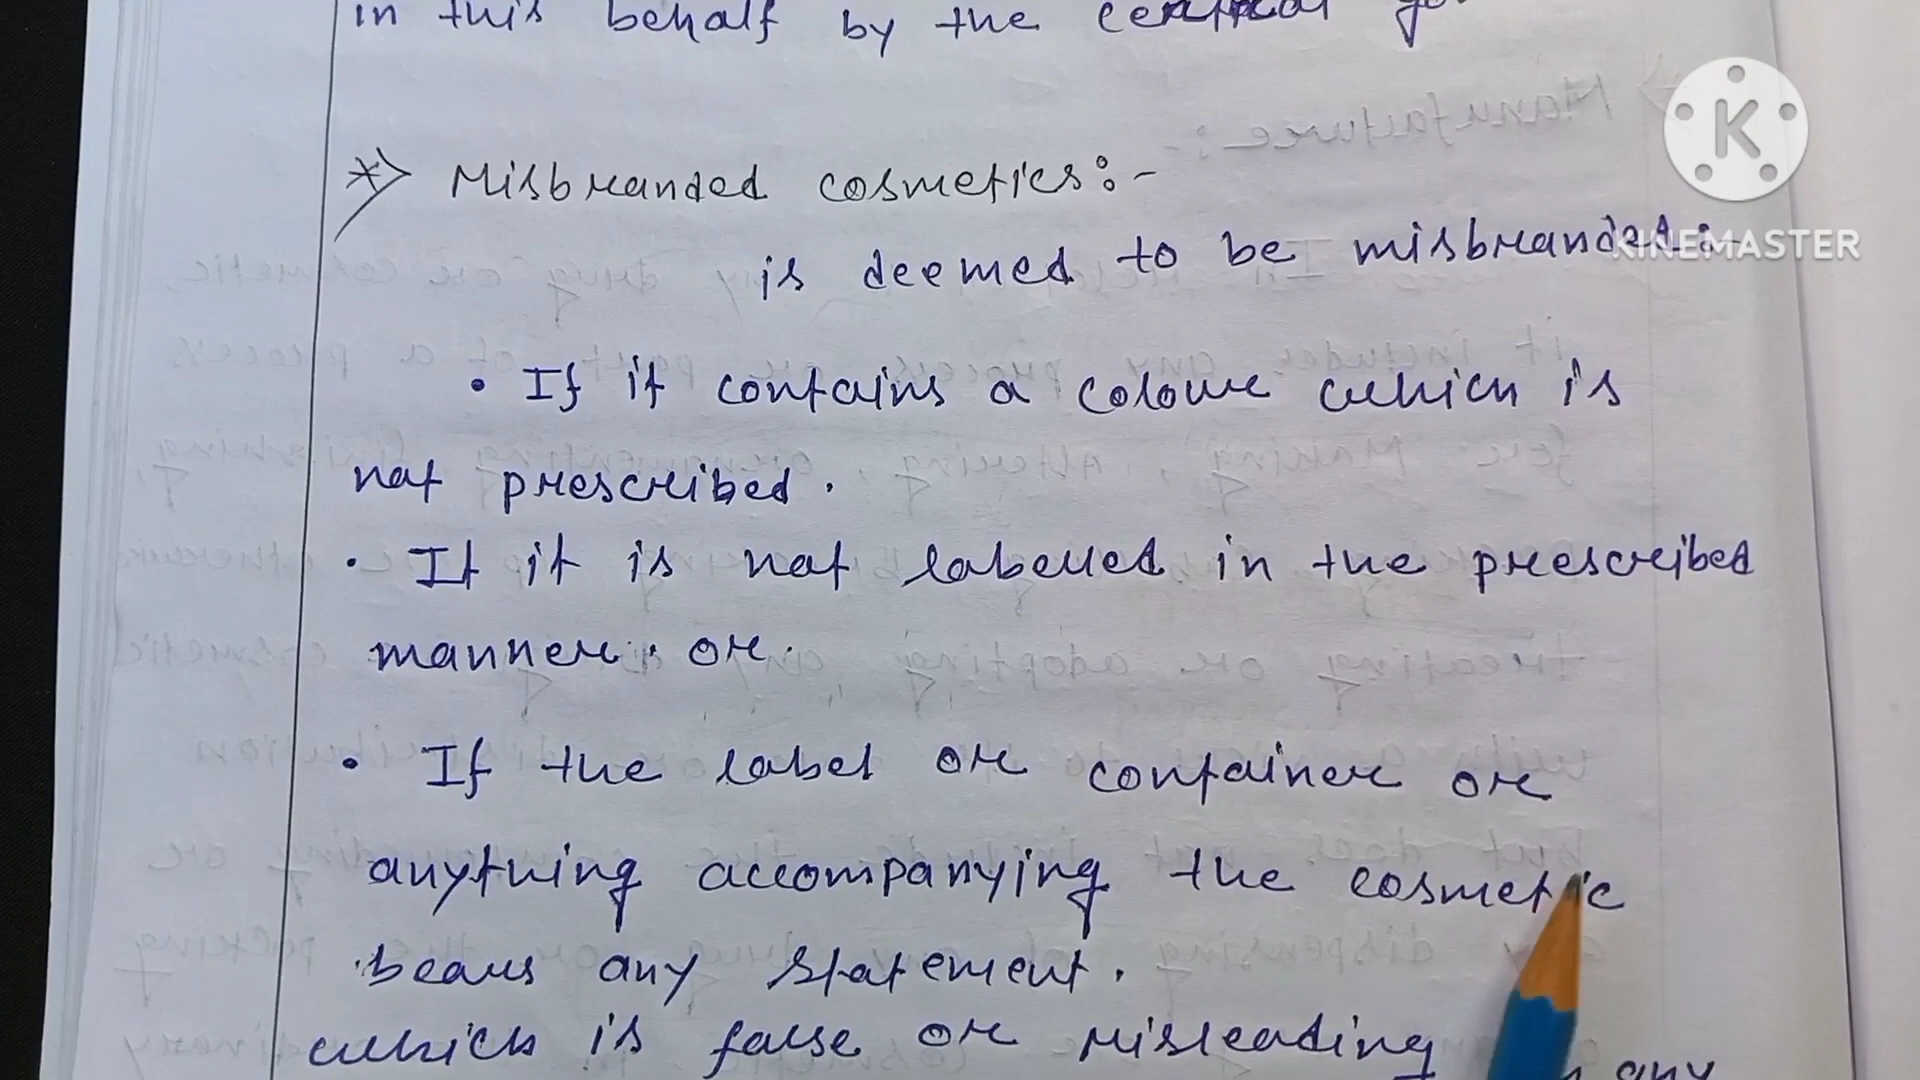 in this behalf by the central
Misbranded cosmetics:-
is deemed to be misbranded:-
• If it contains a colour which is
not prescribed.
• If it is not labelled in the prescribed
manner. or.
• If the label or container or
anything accompanying the cosmetic
bears any statement.
which is false or misleading any
K
KINEMASTER